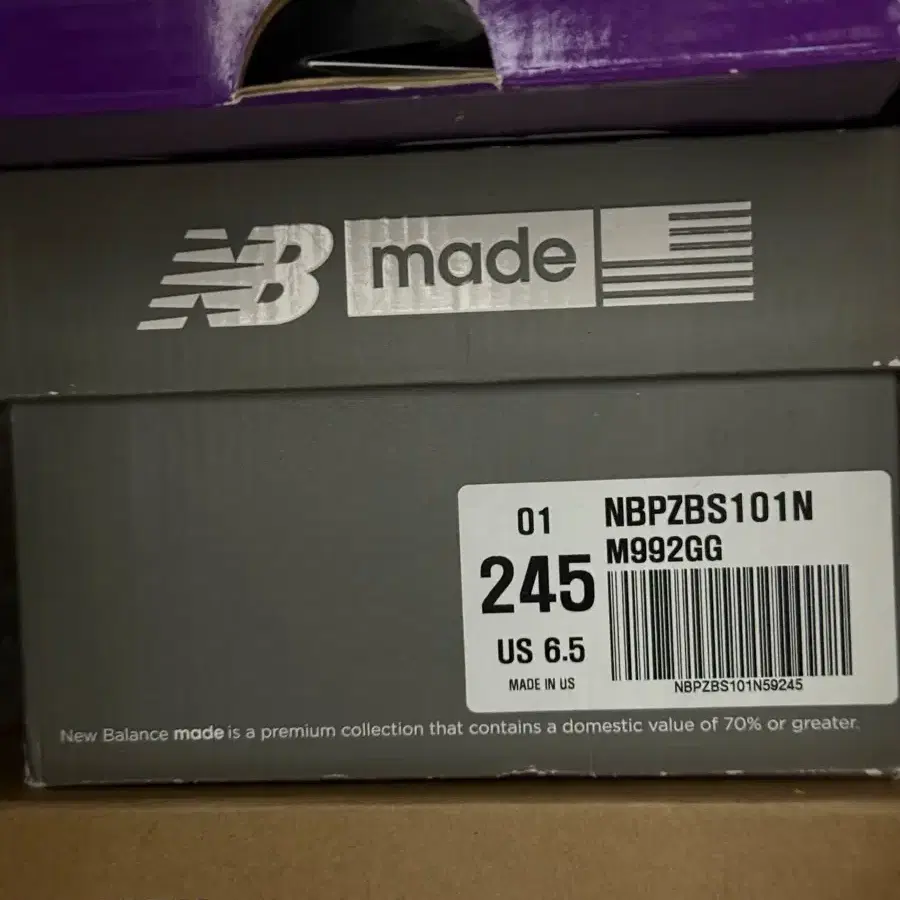 NB made
01
245
US 6.5
MADE IN US
NBPZBS101N
M992GG
NBPZBS101N59245
New Balance made is a premium collection that contains a domestic value of 70% or greater.